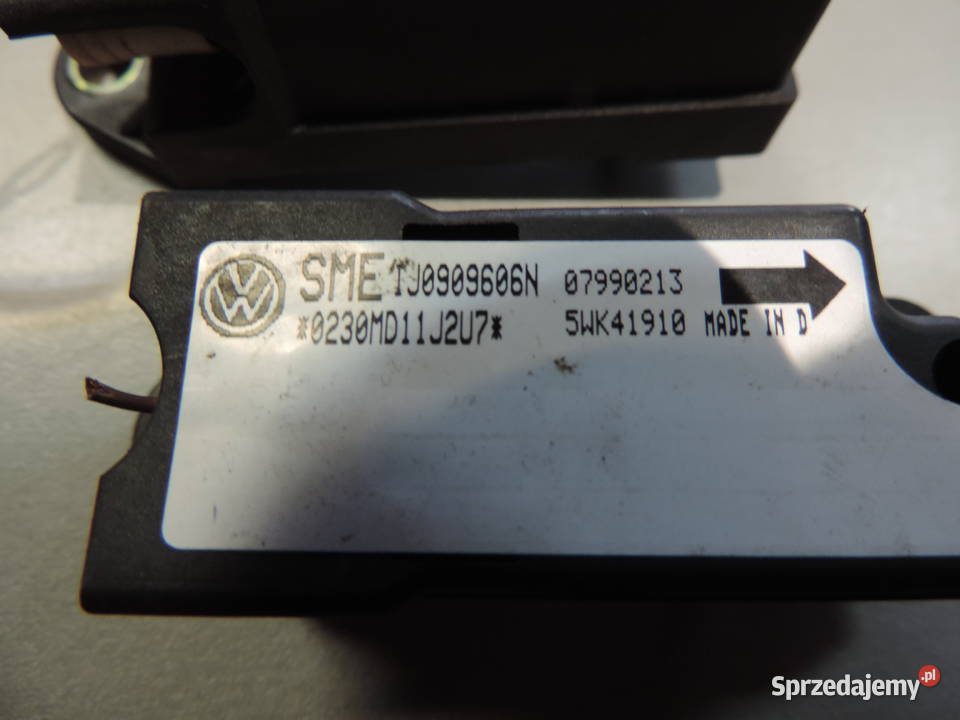 SME 1J0909606N 07990213
*0230MD11J2U7* 5WK41910 MADE IN D
Sprzedajemy.pl